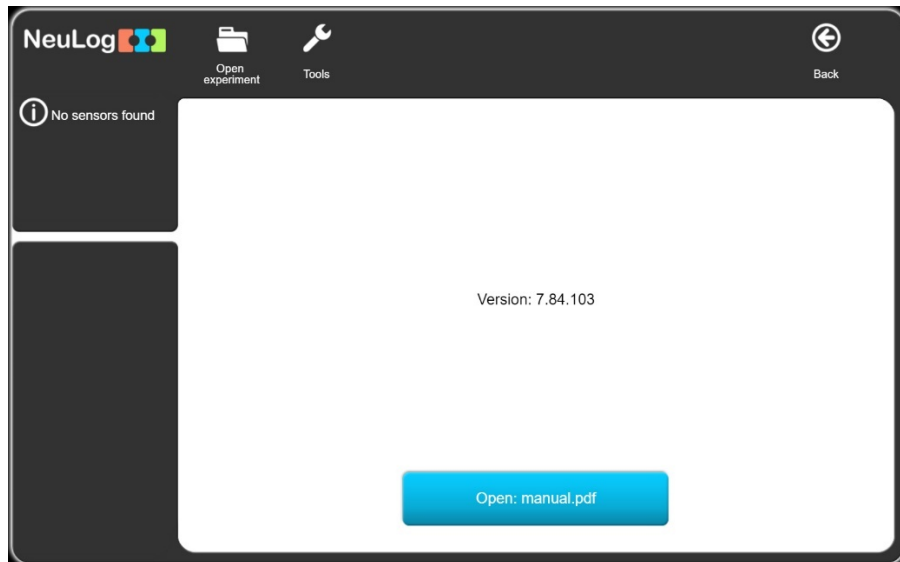 NeuLog
Open
experiment
Tools
Back
No sensors found
Version: 7.84.103
Open: manual.pdf